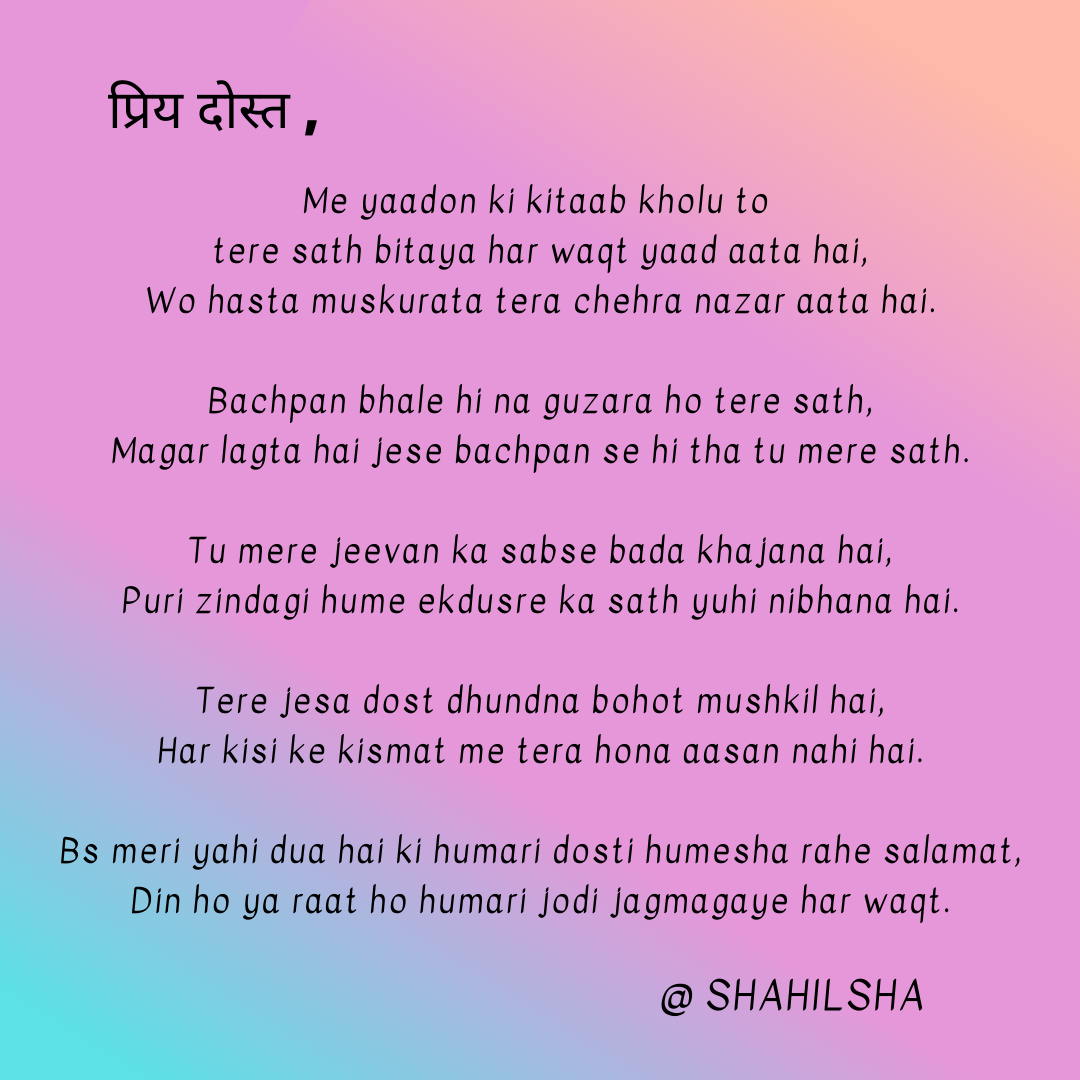 प्रिय दोस्त ,
Me yaadon ki kitaab kholu to
tere sath bitaya har waqt yaad aata hai,
Wo hasta muskurata tera chehra nazar aata hai.
Bachpan bhale hi na guzara ho tere sath,
Magar lagta hai jese bachpan se hi tha tu mere sath.
Tu mere jeevan ka sabse bada khajana hai,
Puri zindagi hume ekdusre ka sath yuhi nibhana hai.
Tere jesa dost dhundna bohot mushkil hai,
Har kisi ke kismat me tera hona aasan nahi hai.
Bs meri yahi dua hai ki humari dosti humesha rahe salamat,
Din ho ya raat ho humari jodi jagmagaye har waqt.
@ SHAHILSHA